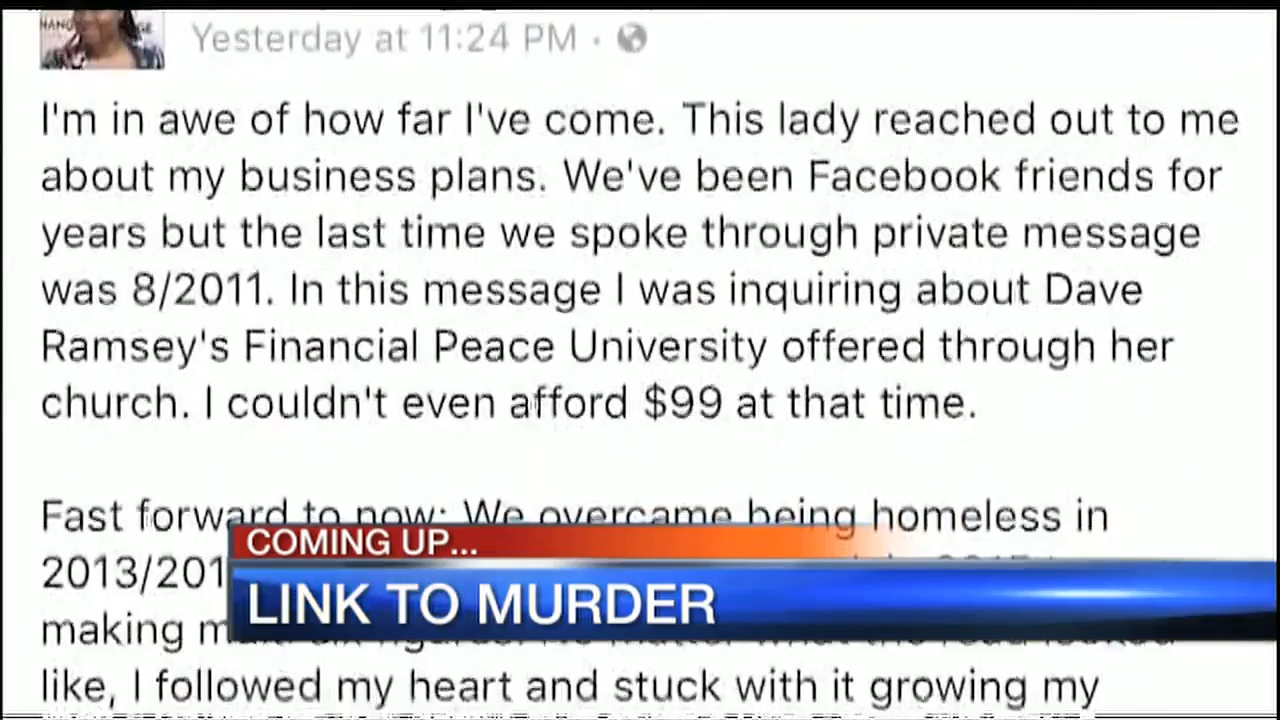 Yesterday at 11:24 PM ·
I'm in awe of how far I've come. This lady reached out to me
about my business plans. We've been Facebook friends for
years but the last time we spoke through private message
was 8/2011. In this message I was inquiring about Dave
Ramsey's Financial Peace University offered through her
church. I couldn't even afford $99 at that time.
Fast forward to now: We overcame being homeless in
COMING UP...
2013/201
LINK TO MURDER
making
like, I followed my heart and stuck with it growing my